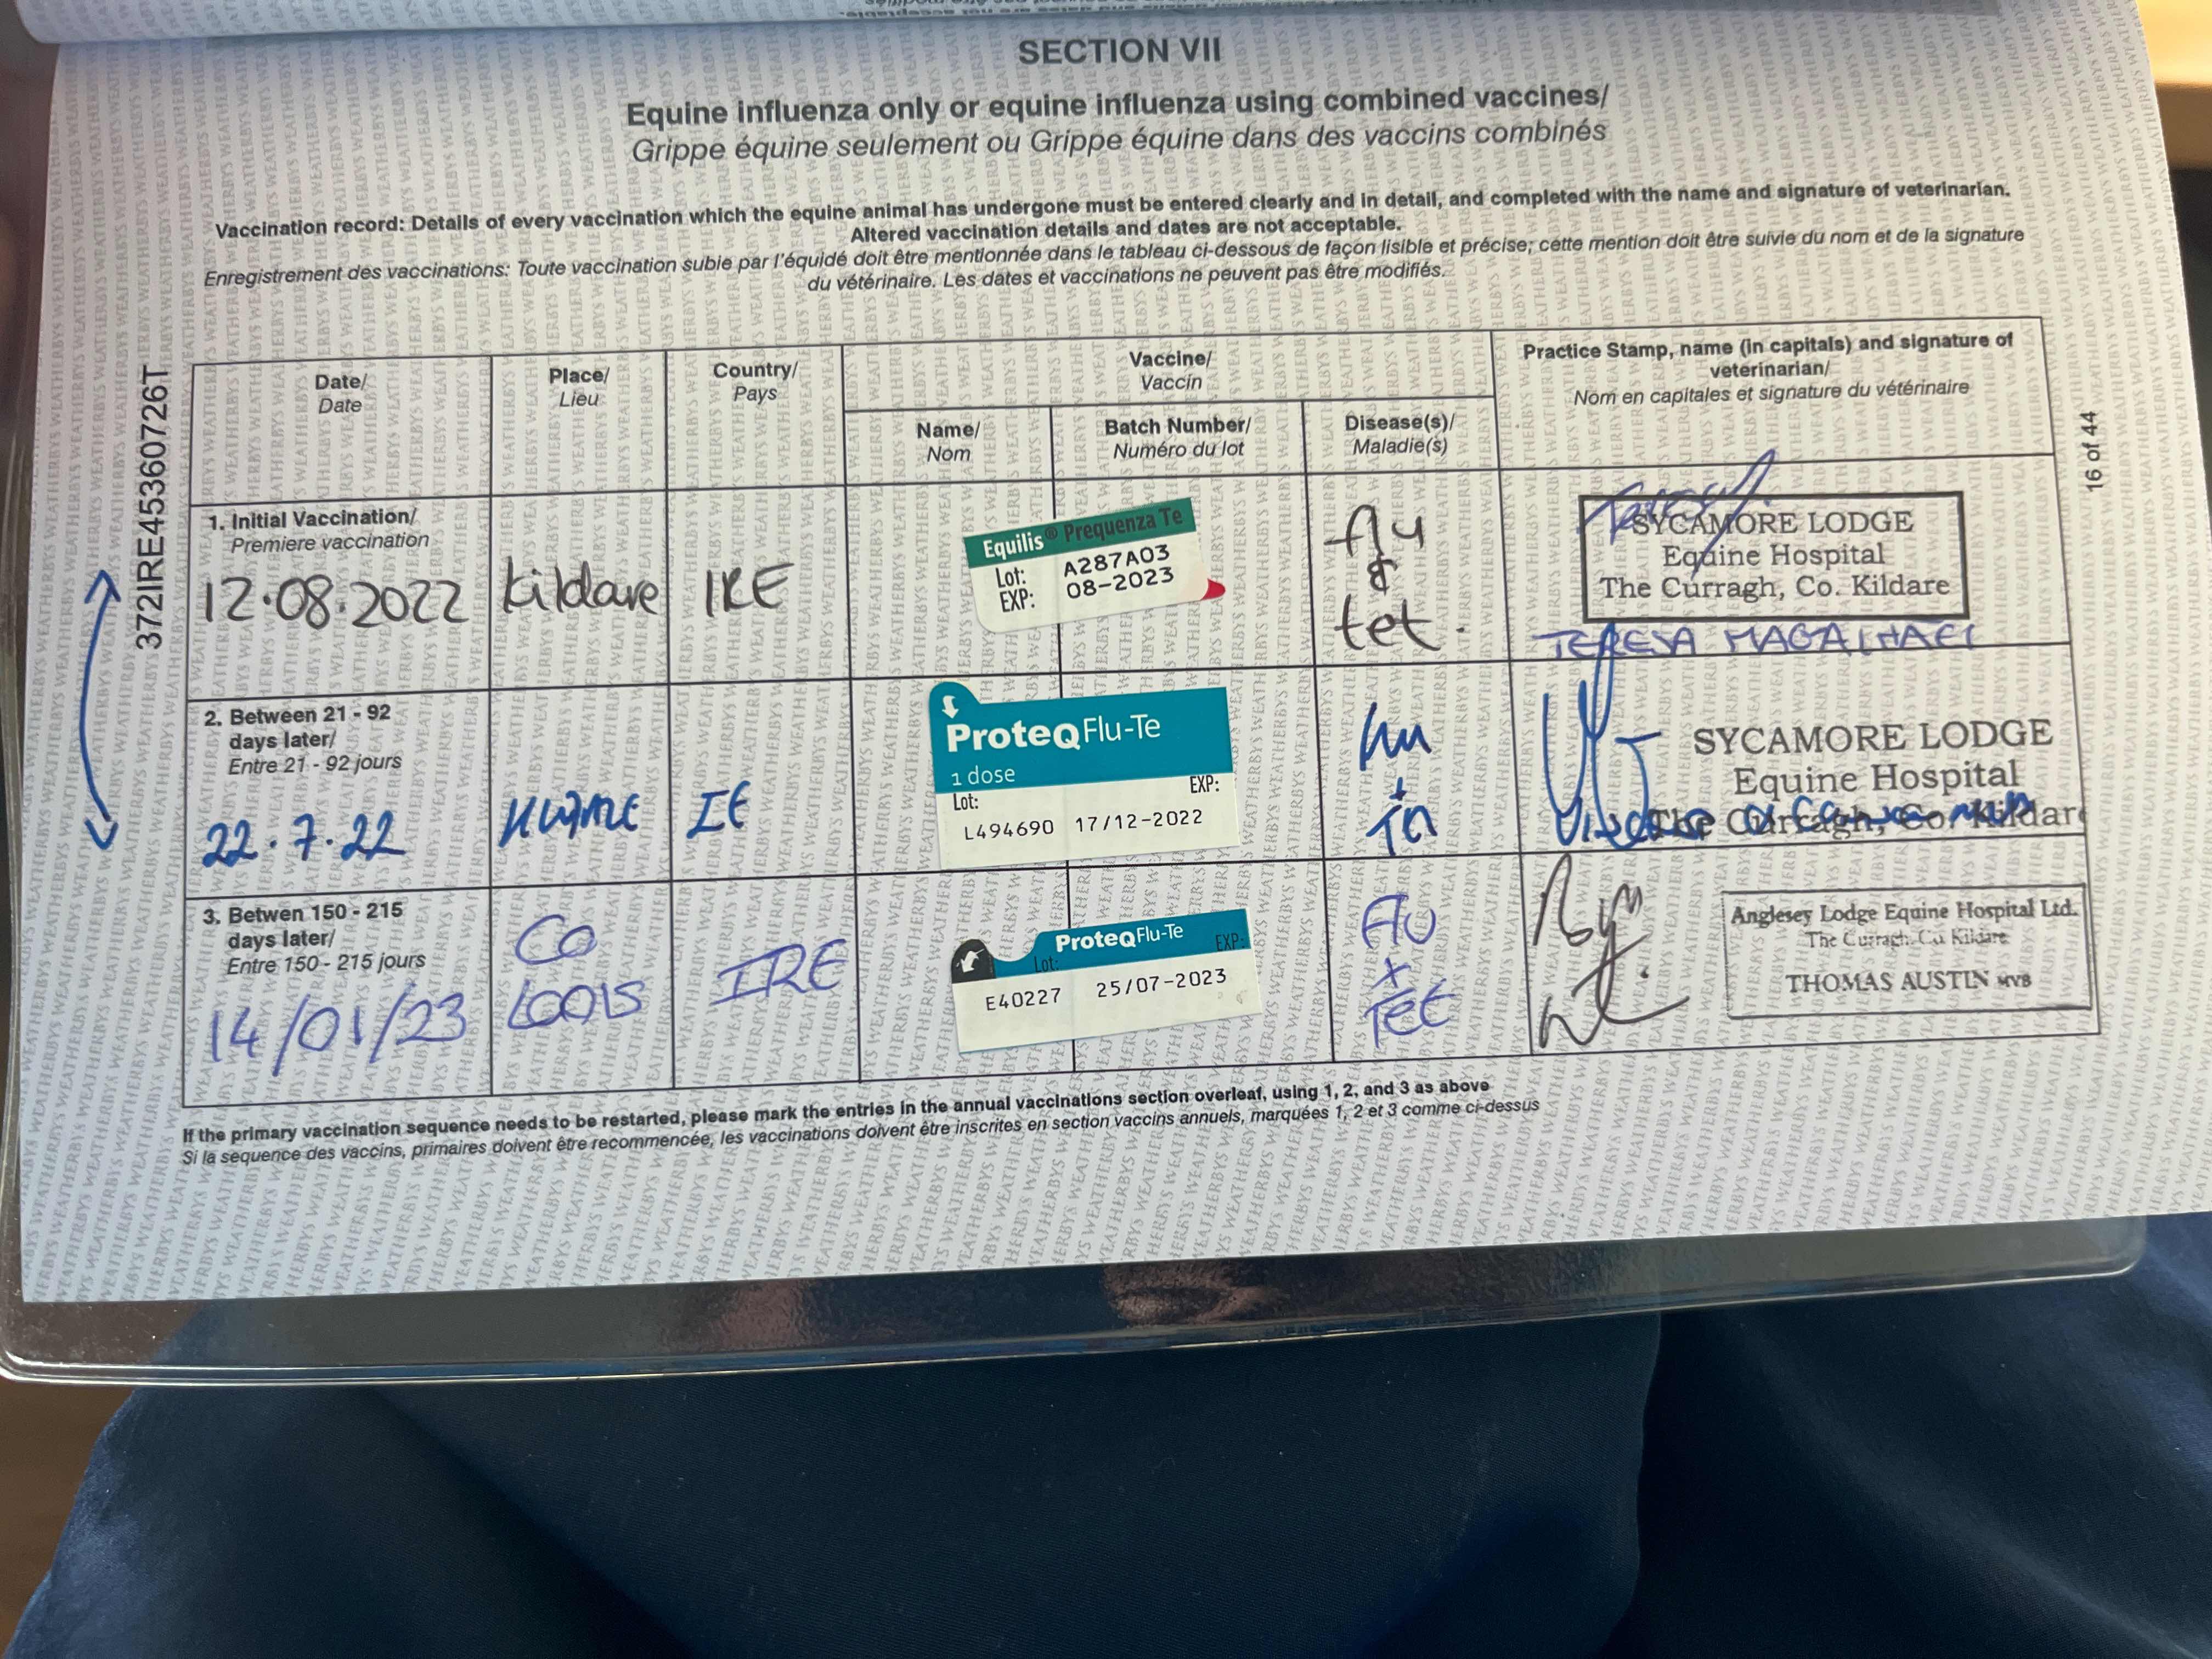 SECTION VII
Equine influenza only or equine influenza using combined vaccines/
Grippe équine seulement ou Grippe équine dans des vaccins combinés
Vaccination record: Details of every vaccination which the equine animal has undergone must be entered clearly and in detail, and completed with the name and signature of veterinarian.
Altered vaccination details and dates are not acceptable.
Enregistrement des vaccinations: Toute vaccination subie par l'équidé doit être mentionnée dans le tableau ci-dessous de façon lisible et précise; cette mention doit être suivie du nom et de la signature
du vétérinaire. Les dates et vaccinations ne peuvent pas être modifiés.
372IRE45360726T
16 of 44
Date/
Date
Place/
Lieu
Country/
Pays
Vaccine/
Vaccin
Name/
Nom
Batch Number/
Numéro du lot
Disease(s)/
Maladie(s)
Practice Stamp, name (in capitals) and signature of
veterinarian/
Nom en capitales et signature du vétérinaire
1. Initial Vaccination/
Premiere vaccination
12.08.2022
Kildare
IRE
Equilis® Prequenza Te
Lot: A287A03
EXP: 08-2023
flu
&
tet.
SYCAMORE LODGE
Equine Hospital
The Curragh, Co. Kildare
TERESA MAGALHAES
2. Between 21 - 92
days later/
Entre 21 - 92 jours
22.7.22
IE
ProteqFlu-Te
1 dose
Lot: EXP:
L494690 17/12-2022
SYCAMORE LODGE
Equine Hospital
The Curragh, Co. Kildare
3. Betwen 150 - 215
days later/
Entre 150 - 215 jours
14/01/23
Co
LAOIS
IRE
ProteqFlu-Te
Lot: EXP:
E40227 25/07-2023
Flu
+
Tet
Anglesey Lodge Equine Hospital Ltd.
The Curragh Co Kildare
THOMAS AUSTIN MVB
If the primary vaccination sequence needs to be restarted, please mark the entries in the annual vaccinations section overleaf, using 1, 2, and 3 as above
Si la sequence des vaccins, primaires doivent être recommencée, les vaccinations doivent être inscrites en section vaccins annuels, marquées 1, 2 et 3 comme ci-dessus